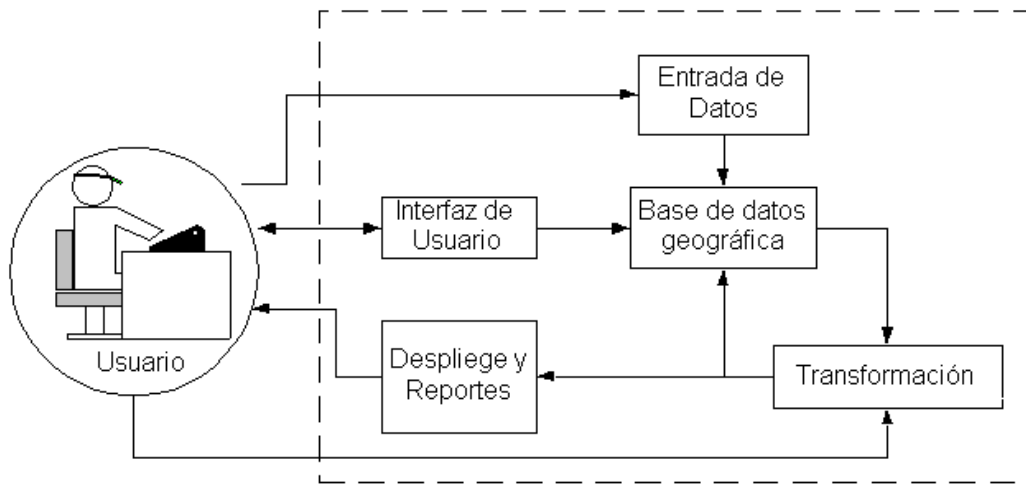 Entrada de
Datos
Interfaz de
Usuario
Base de datos
geográfica
Usuario
Despliege y
Reportes
Transformación